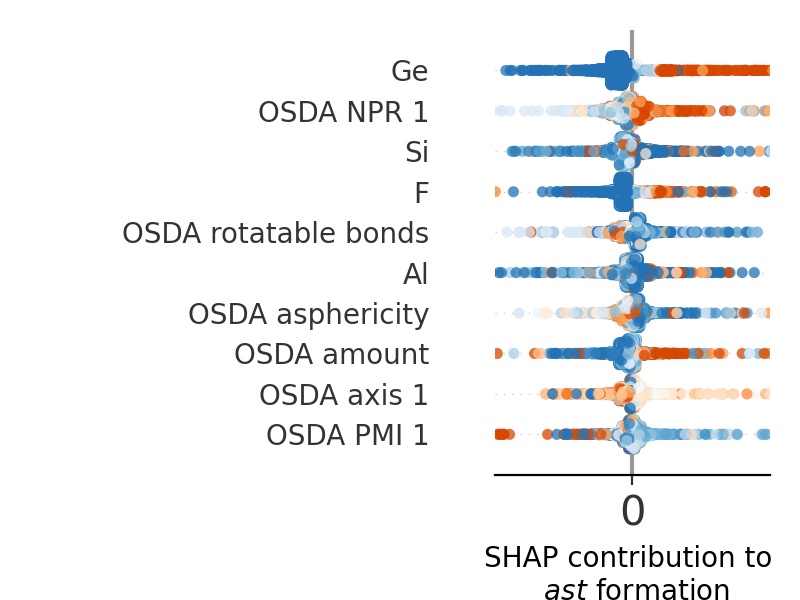 Ge
OSDA NPR 1
Si
F
OSDA rotatable bonds
Al
OSDA asphericity
OSDA amount
OSDA axis 1
OSDA PMI 1
0
SHAP contribution to
ast formation